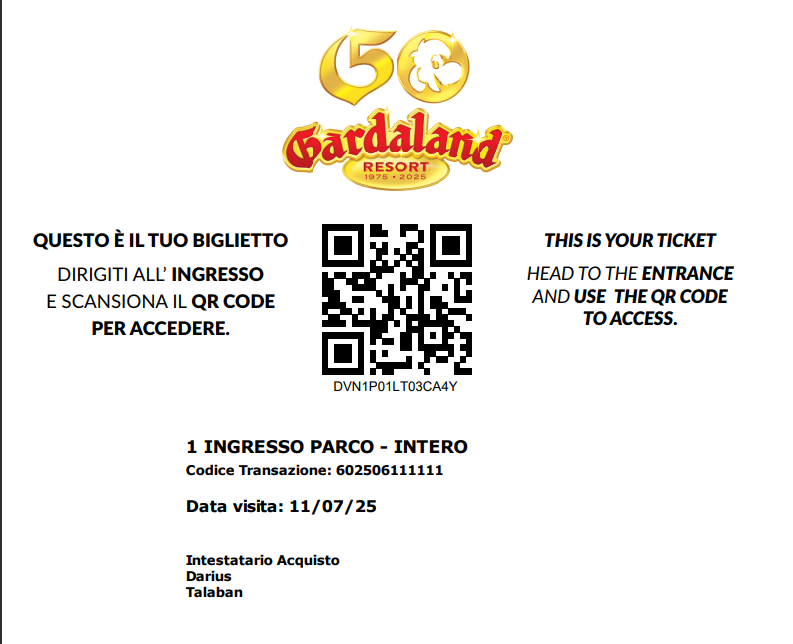 50
Gardaland®
RESORT
1975 • 2025
QUESTO È IL TUO BIGLIETTO
DIRIGITI ALL’ INGRESSO
E SCANSIONA IL QR CODE
PER ACCEDERE.
DVN1P01LT03CA4Y
THIS IS YOUR TICKET
HEAD TO THE ENTRANCE
AND USE THE QR CODE
TO ACCESS.
1 INGRESSO PARCO - INTERO
Codice Transazione: 602506111111
Data visita: 11/07/25
Intestatario Acquisto
Darius
Talaban